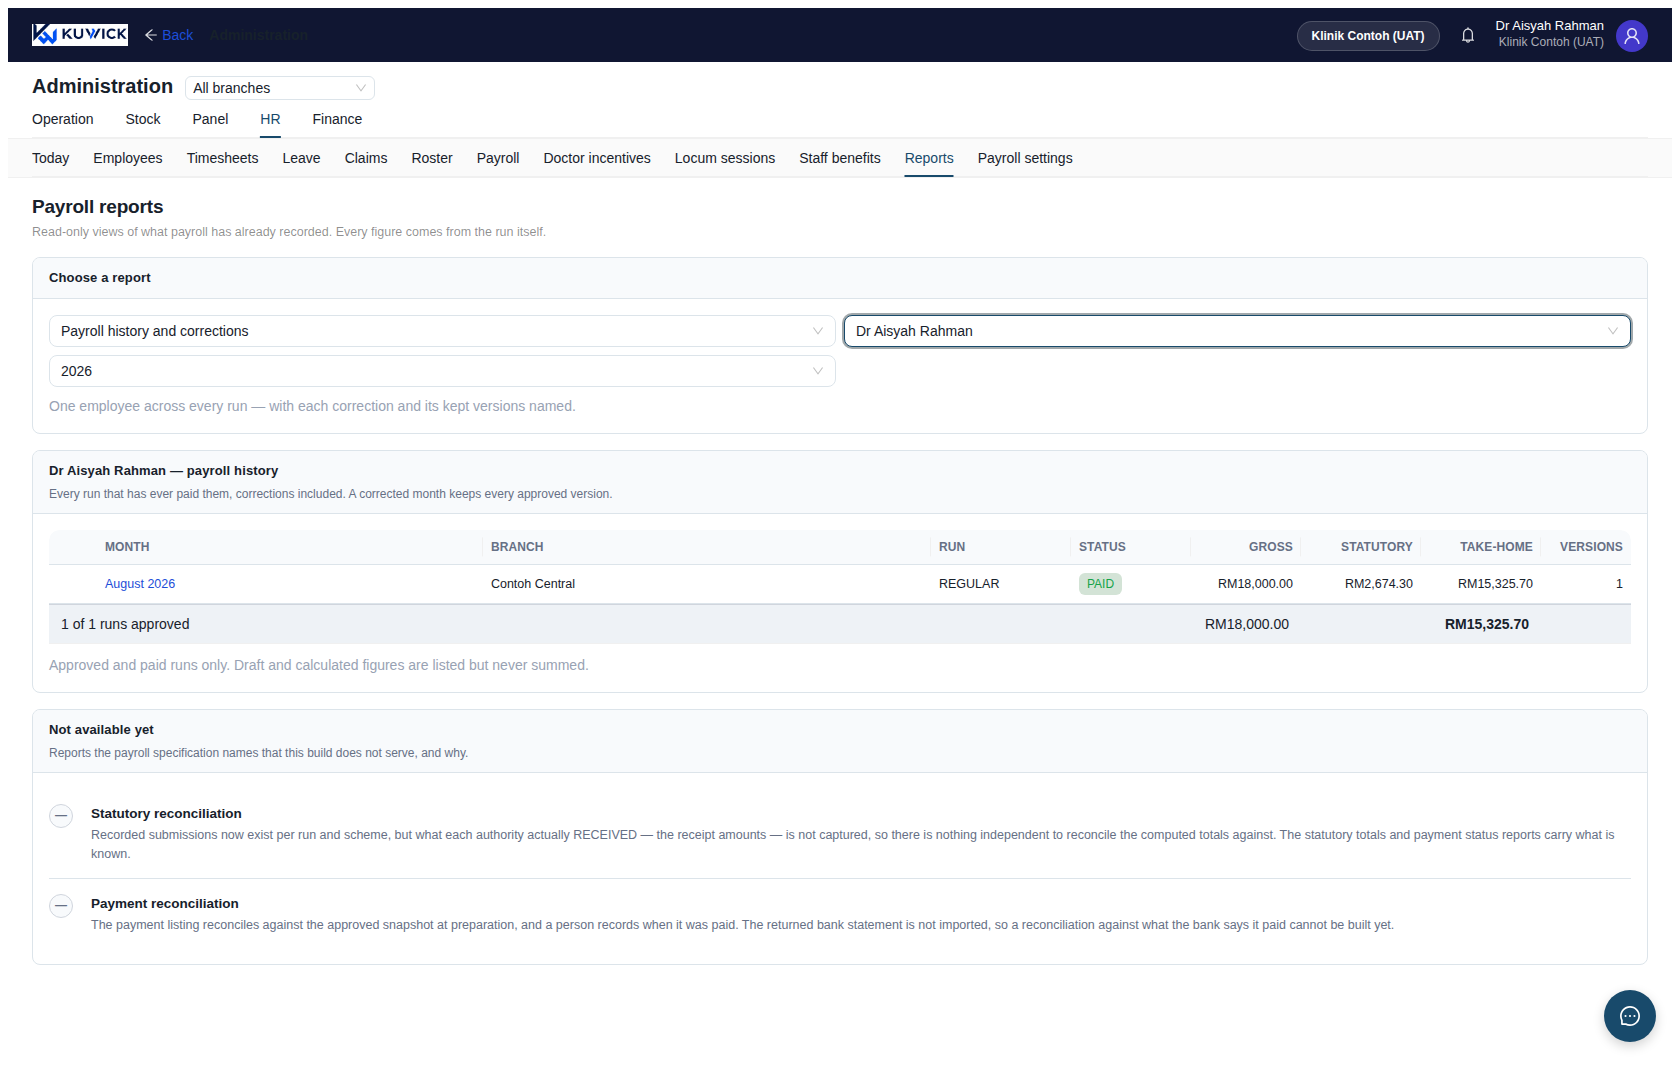 KUWICK
Back
Administration
Klinik Contoh (UAT)
Dr Aisyah Rahman
Klinik Contoh (UAT)
Administration
All branches
Operation Stock Panel HR Finance
Today Employees Timesheets Leave Claims Roster Payroll Doctor incentives Locum sessions Staff benefits Reports Payroll settings
Payroll reports
Read-only views of what payroll has already recorded. Every figure comes from the run itself.
Choose a report
Payroll history and corrections
Dr Aisyah Rahman
2026
One employee across every run — with each correction and its kept versions named.
Dr Aisyah Rahman — payroll history
Every run that has ever paid them, corrections included. A corrected month keeps every approved version.
MONTH BRANCH RUN STATUS GROSS STATUTORY TAKE-HOME VERSIONS
August 2026 Contoh Central REGULAR PAID RM18,000.00 RM2,674.30 RM15,325.70 1
1 of 1 runs approved RM18,000.00 RM15,325.70
Approved and paid runs only. Draft and calculated figures are listed but never summed.
Not available yet
Reports the payroll specification names that this build does not serve, and why.
Statutory reconciliation
Recorded submissions now exist per run and scheme, but what each authority actually RECEIVED — the receipt amounts — is not captured, so there is nothing independent to reconcile the computed totals against. The statutory totals and payment status reports carry what is
known.
Payment reconciliation
The payment listing reconciles against the approved snapshot at preparation, and a person records when it was paid. The returned bank statement is not imported, so a reconciliation against what the bank says it paid cannot be built yet.